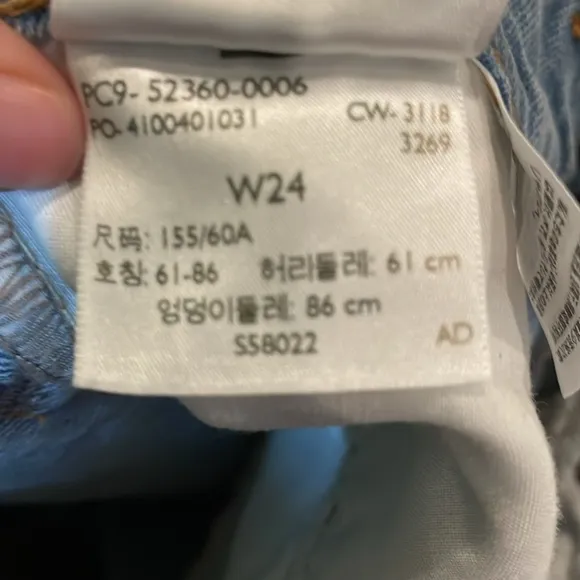 PC9- 52360-0006
PO- 4100401031
CW- 3118
3269
W24
尺码: 155/60A
호칭: 61-86 허리둘레: 61 cm
엉덩이둘레: 86 cm
S58022
AD